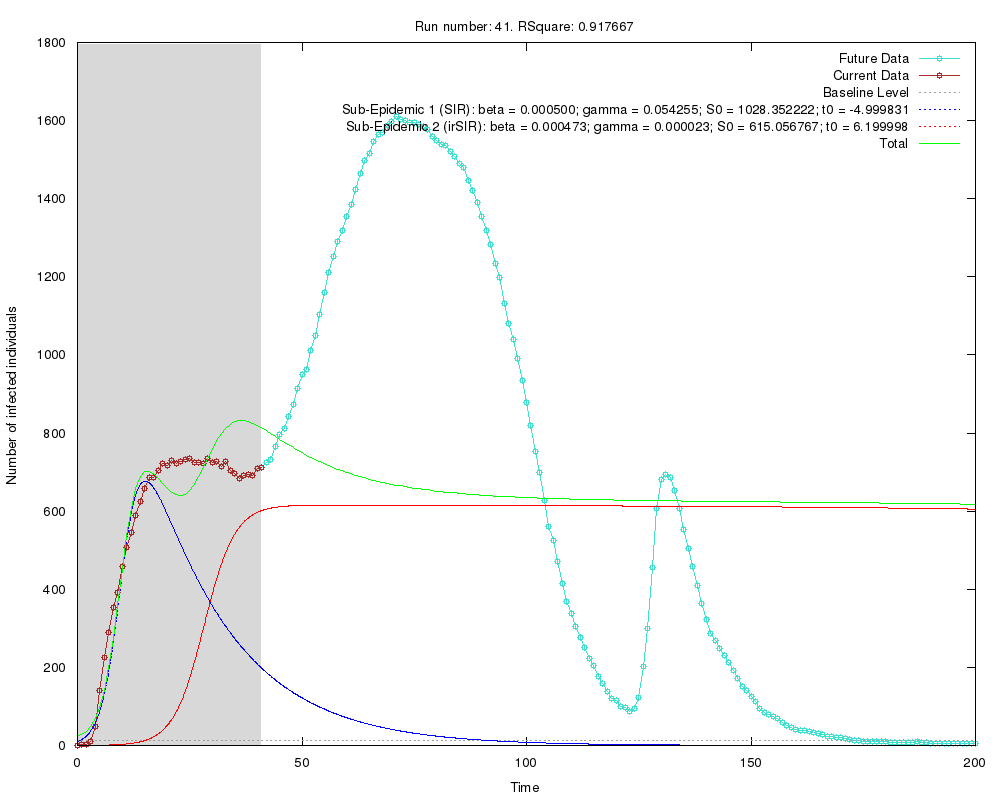 Run number: 41. RSquare: 0.917667
1800
1600
1400
1200
1000
800
600
400
200
0
Number of infected individuals
Future Data
Current Data
Baseline Level
Sub-Epidemic 1 (SIR): beta = 0.000500; gamma = 0.054255; S0 = 1028.352222; t0 = -4.999831
Sub-Epidemic 2 (irSIR): beta = 0.000473; gamma = 0.000023; S0 = 615.056767; t0 = 6.199998
Total
0 50 100 150 200
Time